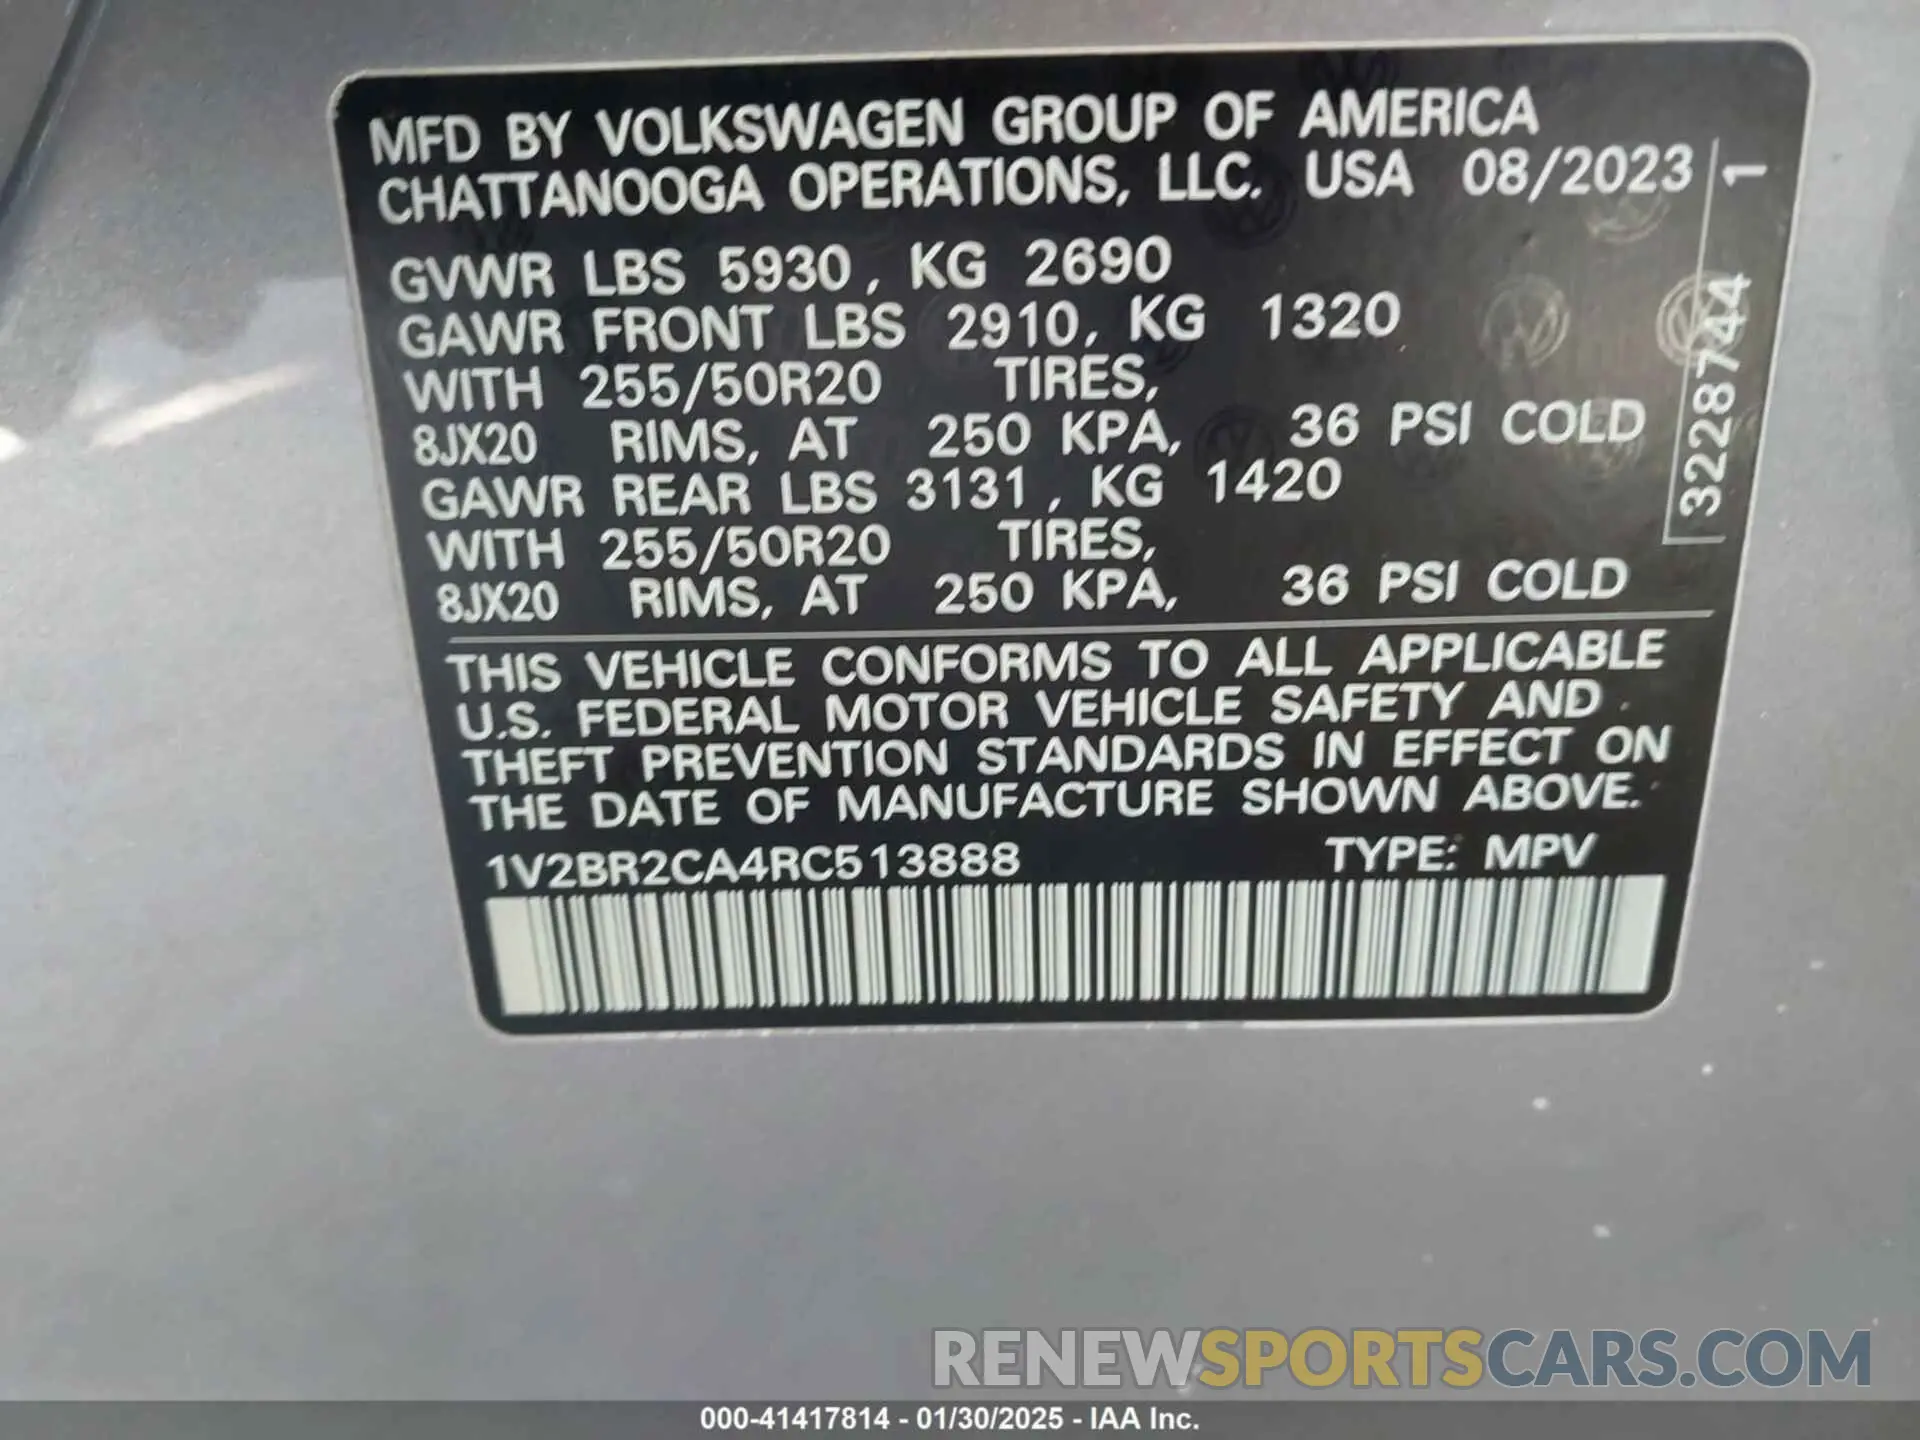 MFD BY VOLKSWAGEN GROUP OF AMERICA
CHATTANOOGA OPERATIONS, LLC. USA 08/2023
GVWR LBS 5930, KG 2690
GAWR FRONT LBS 2910, KG 1320
WITH 255/50R20 TIRES,
8JX20 RIMS, AT 250 KPA, 36 PSI COLD
GAWR REAR LBS 3131, KG 1420
WITH 255/50R20 TIRES,
8JX20 RIMS, AT 250 KPA, 36 PSI COLD
3228744 1
THIS VEHICLE CONFORMS TO ALL APPLICABLE
U.S. FEDERAL MOTOR VEHICLE SAFETY AND
THEFT PREVENTION STANDARDS IN EFFECT ON
THE DATE OF MANUFACTURE SHOWN ABOVE.
1V2BR2CA4RC513888 TYPE: MPV
RENEWSPORTSCARS.COM
000-41417814 - 01/30/2025 - IAA Inc.